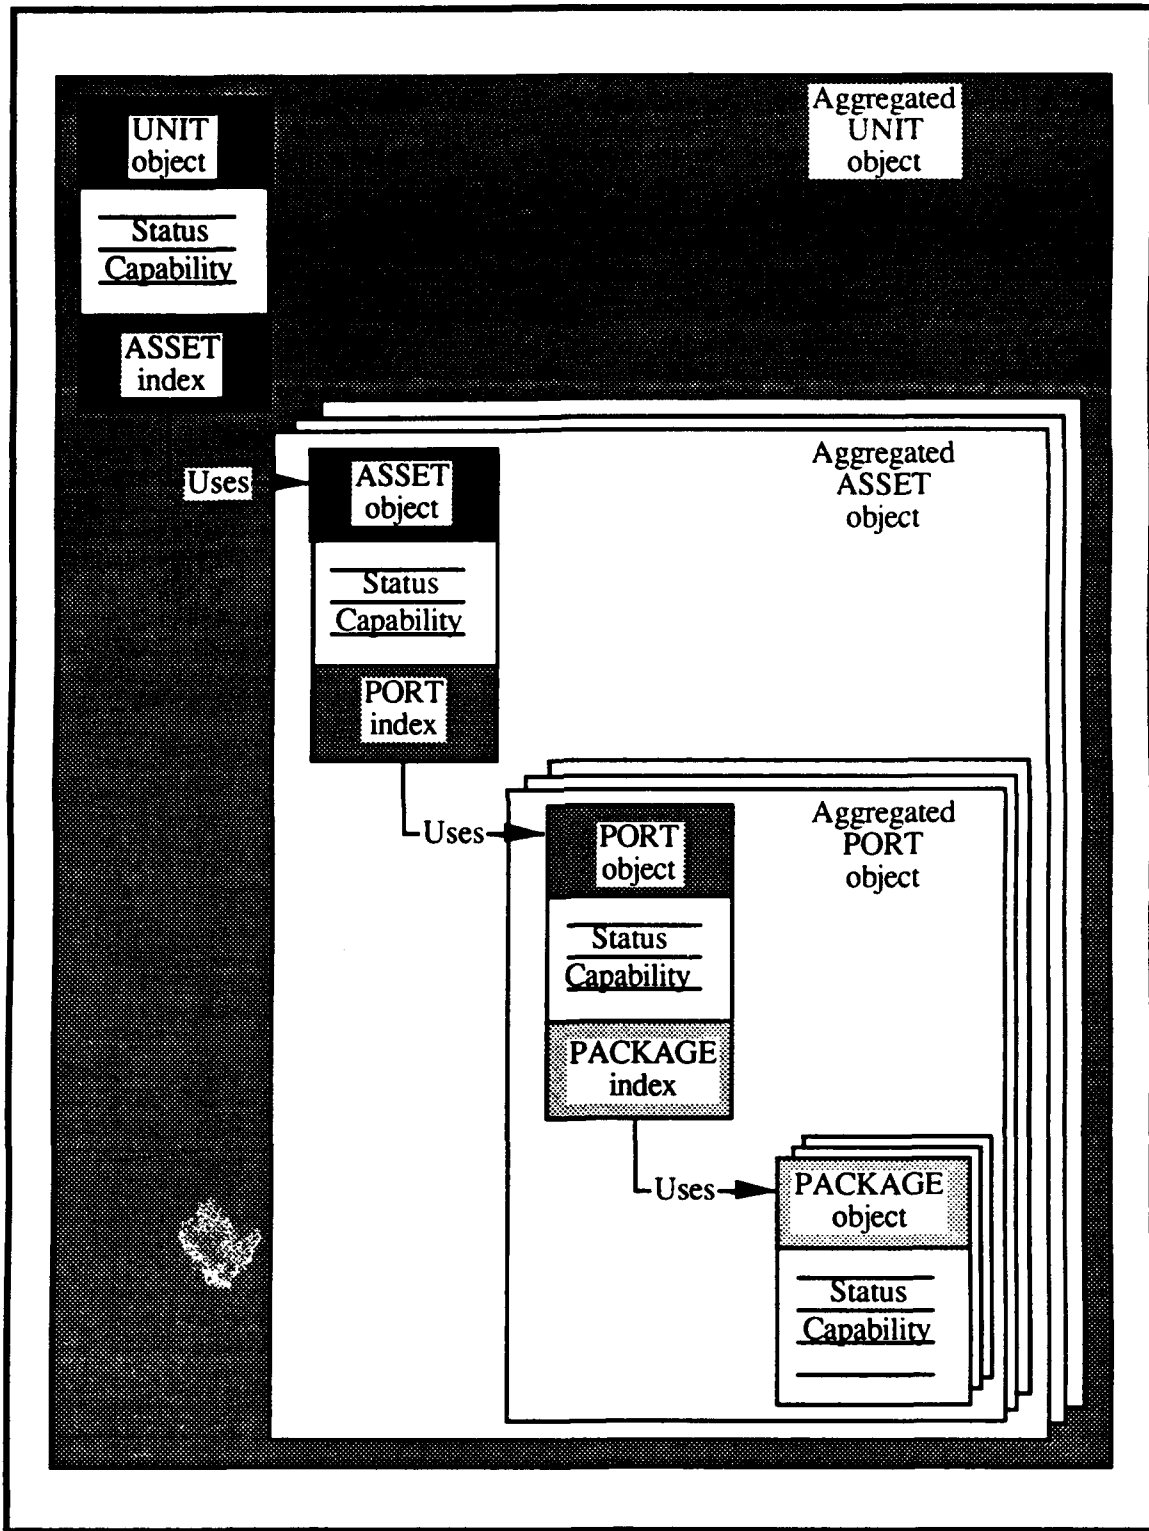 UNIT
object
Status
Capability
ASSET
index
Aggregated
UNIT
object
Uses
ASSET
object
Status
Capability
PORT
index
Aggregated
ASSET
object
Uses
PORT
object
Status
Capability
PACKAGE
index
Aggregated
PORT
object
Uses
PACKAGE
object
Status
Capability